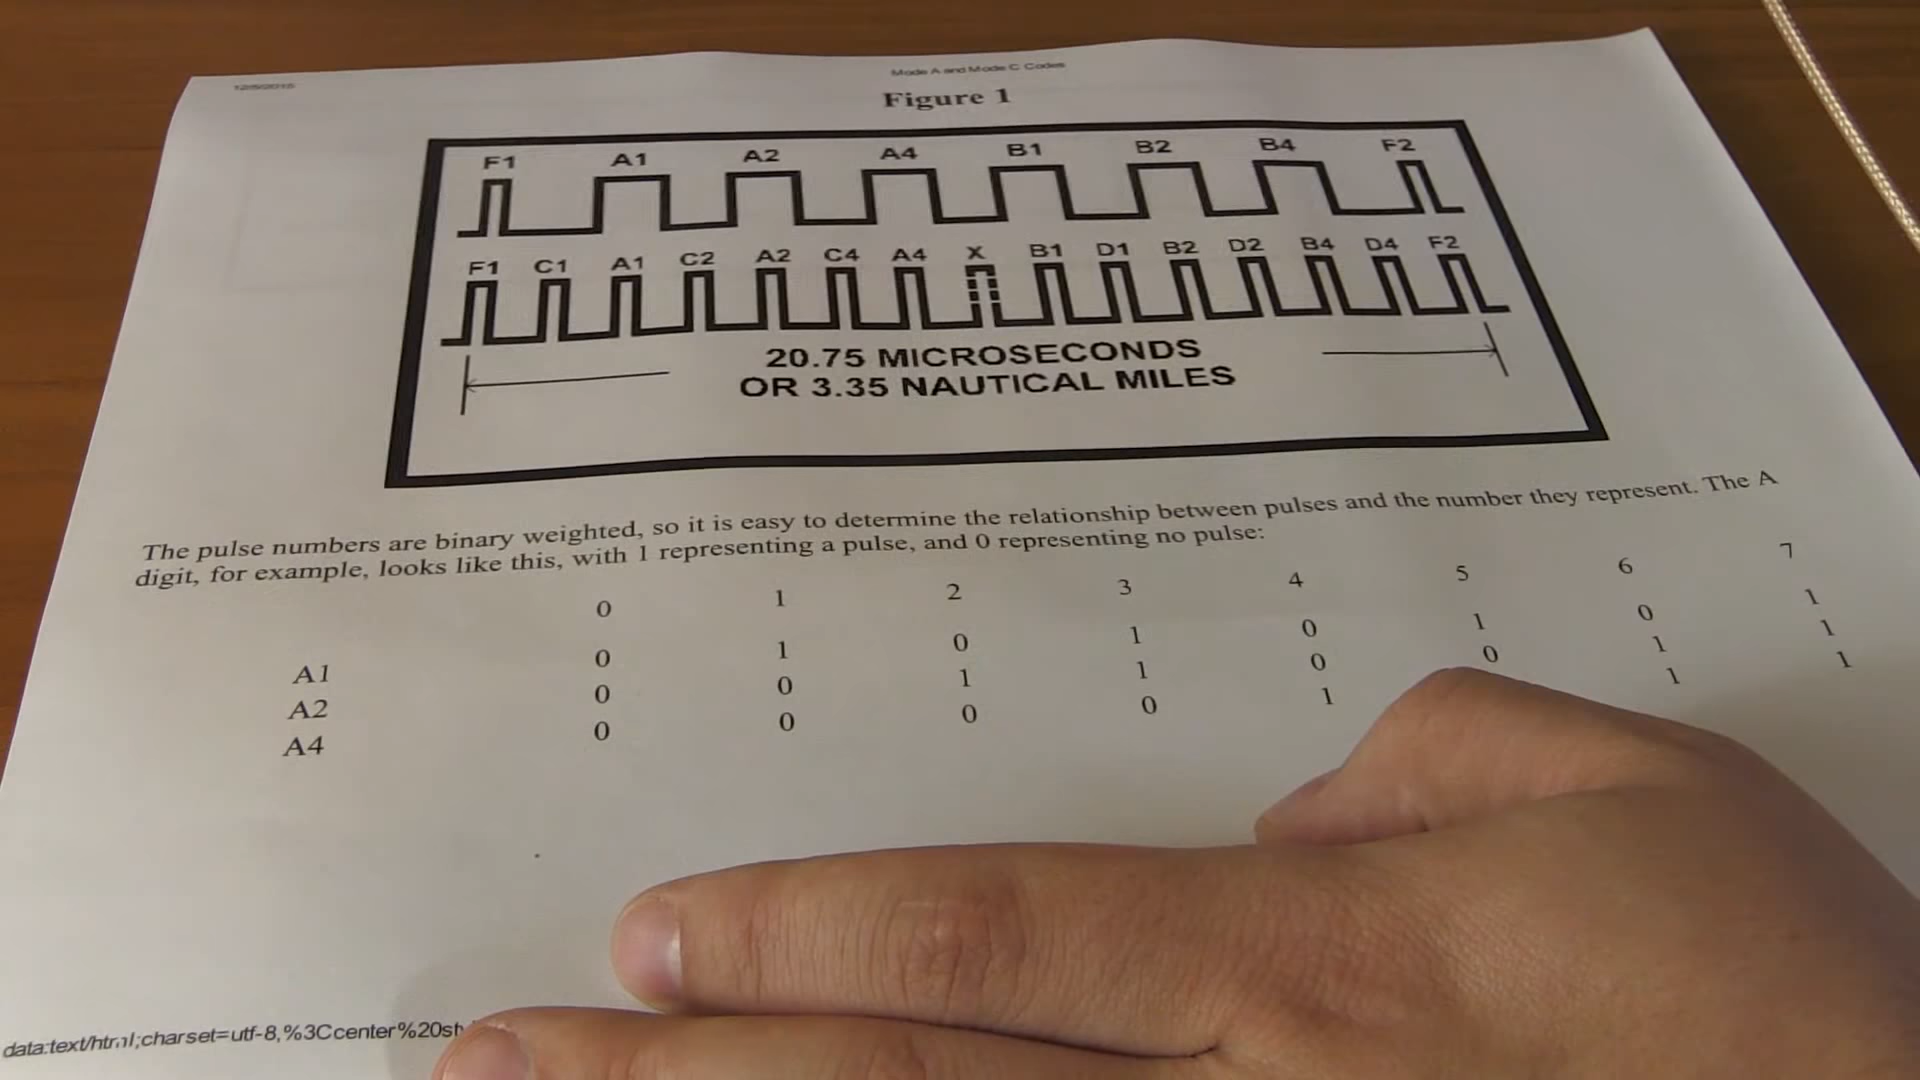 12/5/2015
Mode A and Mode C Codes
Figure 1
F1 A1 A2 A4 B1 B2 B4 F2
F1 C1 A1 C2 A2 C4 A4 X B1 D1 B2 D2 B4 D4 F2
20.75 MICROSECONDS
OR 3.35 NAUTICAL MILES
The pulse numbers are binary weighted, so it is easy to determine the relationship between pulses and the number they represent. The A
digit, for example, looks like this, with 1 representing a pulse, and 0 representing no pulse:
0 1 2 3 4 5 6 7
A1 0 1 0 1 0 1 0 1
A2 0 0 1 1 0 0 1 1
A4 0 0 0 0 1 1 1
data:text/html;charset=utf-8,%3Ccenter%20st